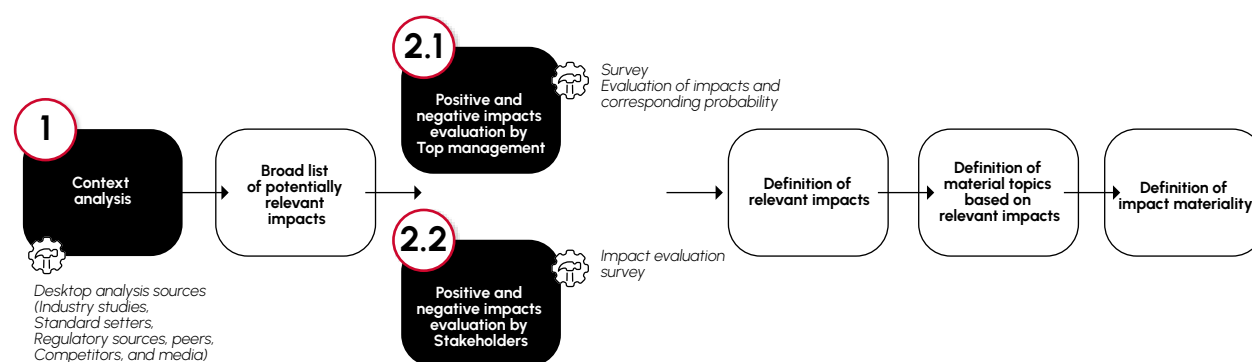 1
Context
analysis
Desktop analysis sources
(Industry studies,
Standard setters,
Regulatory sources, peers,
Competitors, and media)
Broad list
of potentially
relevant
impacts
2.1
Positive and
negative impacts
evaluation by
Top management
Survey
Evaluation of impacts and
corresponding probability
2.2
Positive and
negative impacts
evaluation by
Stakeholders
Impact evaluation
survey
Definition of
relevant impacts
Definition of
material topics
based on
relevant impacts
Definition of
impact materiality